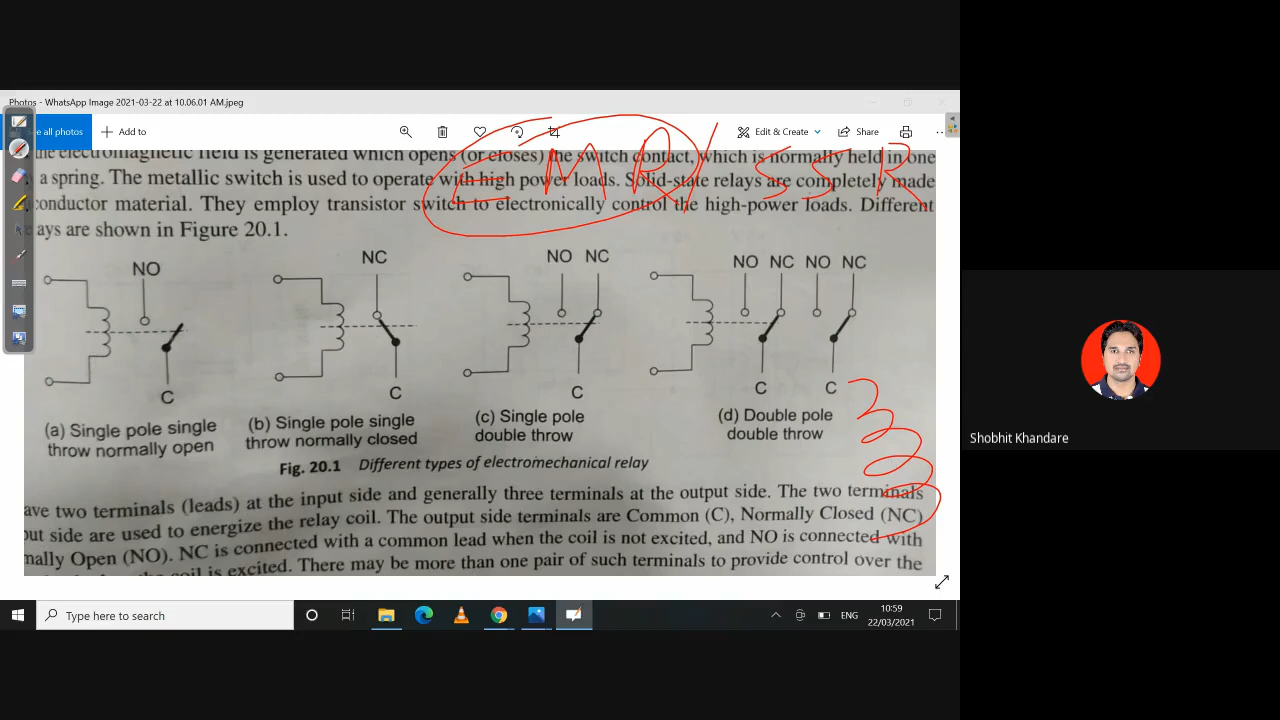 Photos - WhatsApp Image 2021-03-22 at 10.06.01 AM.jpeg
See all photos
Add to
Edit & Create
Share
EMR/ SSR
the electromagnetic field is generated which opens (or closes) the switch contact, which is normally held
a spring. The metallic switch is used to operate with high power loads. Solid-state relays are completely made
conductor material. They employ transistor switch to electronically control the high-power loads. Different
lays are shown in Figure 20.1.
NO
NC
NO NC
NO NC NO NC
C
C
C
C C
(a) Single pole single
throw normally open
(b) Single pole single
throw normally closed
(c) Single pole
double throw
(d) Double pole
double throw
Fig. 20.1 Different types of electromechanical relay
ave two terminals (leads) at the input side and generally three terminals at the output side. The two terminals
put side are used to energize the relay coil. The output side terminals are Common (C), Normally Closed (NC)
mally Open (NO). NC is connected with a common lead when the coil is not excited, and NO is connected with
coil is excited. There may be more than one pair of such terminals to provide control over the
Shobhit Khandare
Type here to search
ENG
10:59
22/03/2021